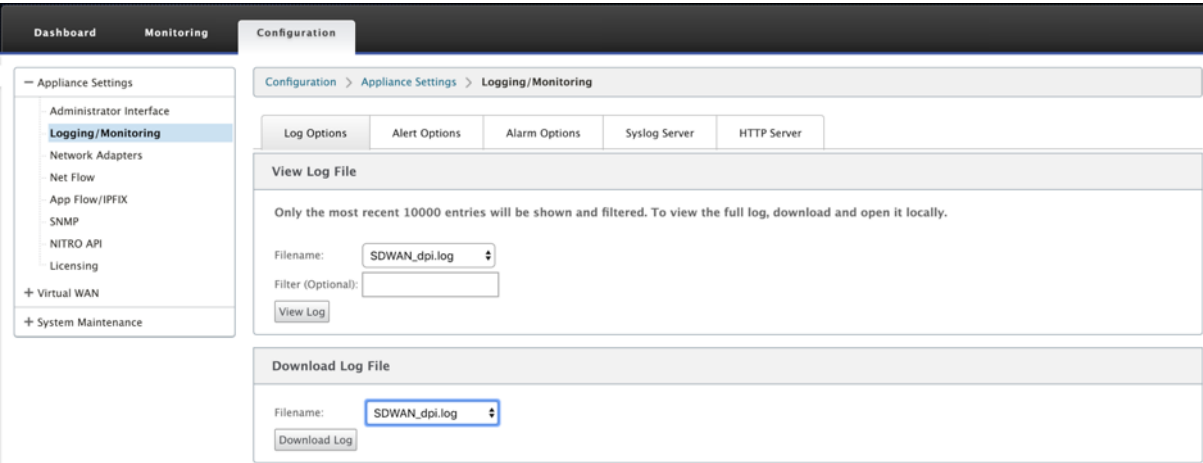 Dashboard Monitoring Configuration
— Appliance Settings
Administrator Interface
Logging/Monitoring
Network Adapters
Net Flow
App Flow/IPFIX
SNMP
NITRO API
Licensing
+ Virtual WAN
+ System Maintenance
Configuration > Appliance Settings > Logging/Monitoring
Log Options Alert Options Alarm Options Syslog Server HTTP Server
View Log File
Only the most recent 10000 entries will be shown and filtered. To view the full log, download and open it locally.
Filename: SDWAN_dpi.log
Filter (Optional):
View Log
Download Log File
Filename: SDWAN_dpi.log
Download Log